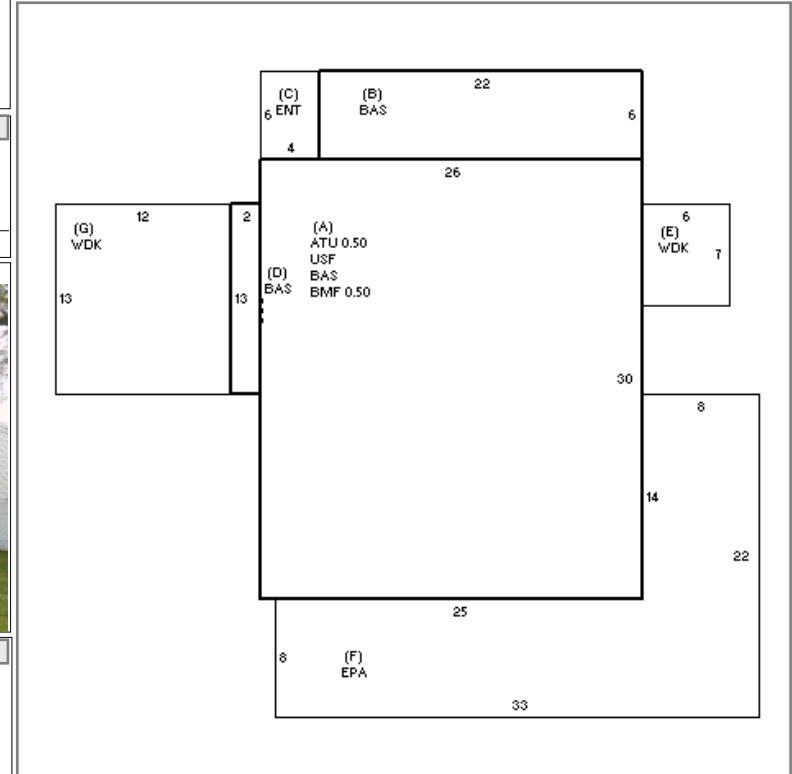 22
(C)
ENT
(B)
BAS
6
6
4
26
12
(G)
WDK
2
6
(E)
WDK
7
(A)
ATU 0.50
USF
BAS
BMF 0.50
(D)
BAS
13
13
30
8
14
22
25
8
(F)
EPA
33